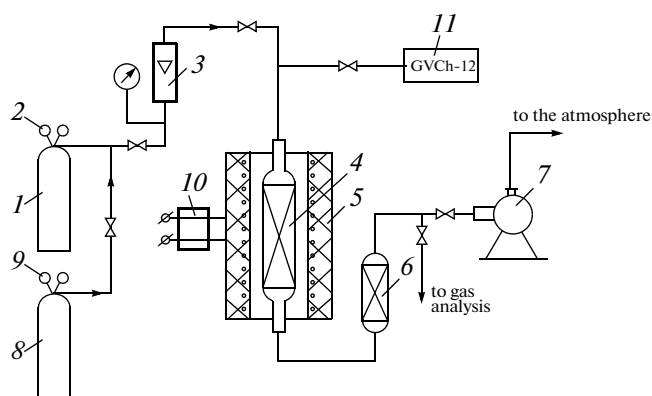 11
GVCh-12
3
2
to the atmosphere
4
7
10
5
1
6
9
to gas
analysis
8